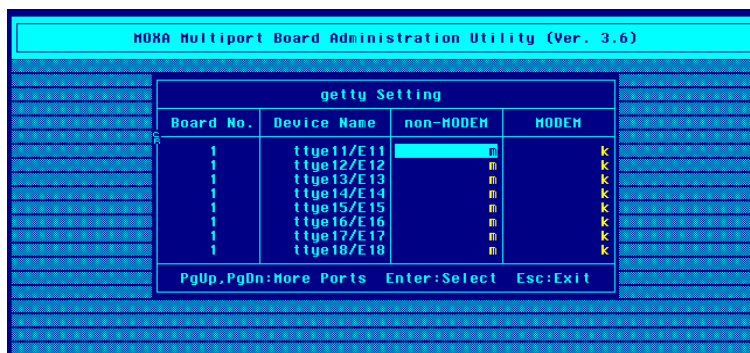 MOXA Multiport Board Administration Utility (Ver. 3.6)
getty Setting
Board No. Device Name non-MODEM MODEM
1 ttye11/E11 m k
1 ttye12/E12 m k
1 ttye13/E13 m k
1 ttye14/E14 m k
1 ttye15/E15 m k
1 ttye16/E16 m k
1 ttye17/E17 m k
1 ttye18/E18 m k
PgUp,PgDn:More Ports Enter:Select Esc:Exit